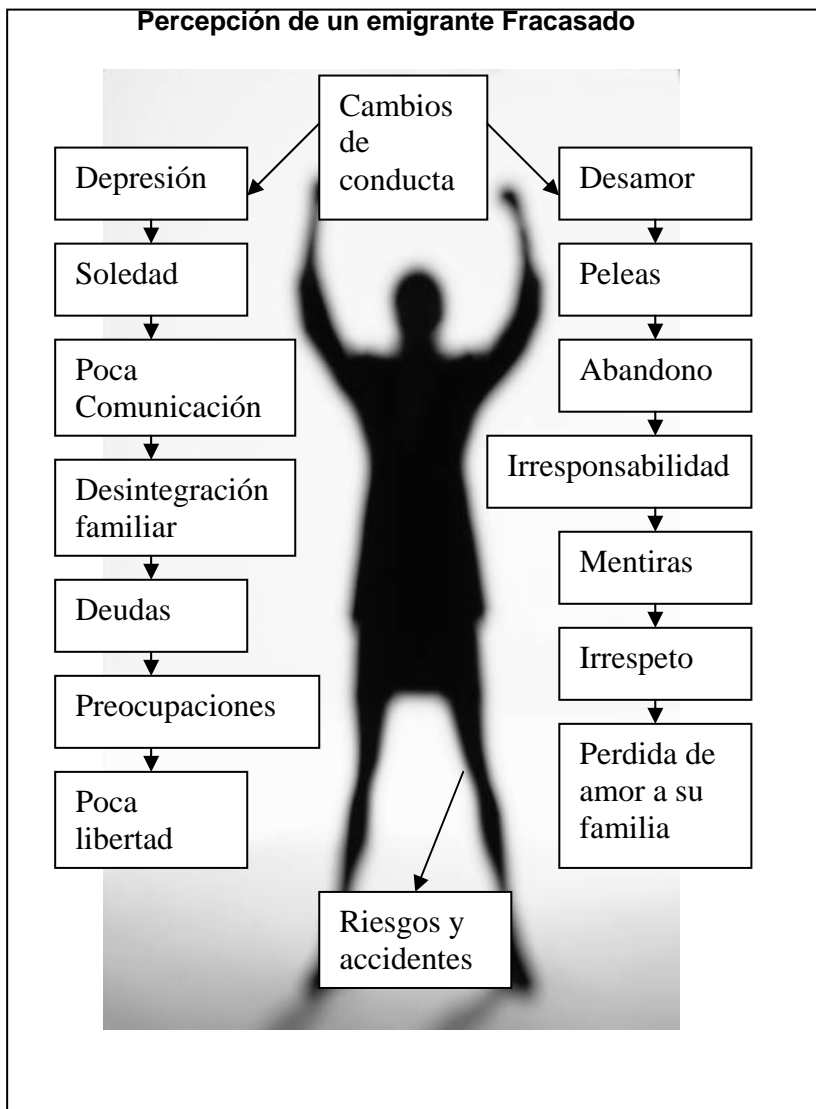 Percepción de un emigrante Fracasado
Cambios
de
conducta
Depresión
Soledad
Poca
Comunicación
Desintegración
familiar
Deudas
Preocupaciones
Poca
libertad
Desamor
Peleas
Abandono
Irresponsabilidad
Mentiras
Irrespeto
Perdida de
amor a su
familia
Riesgos y
accidentes